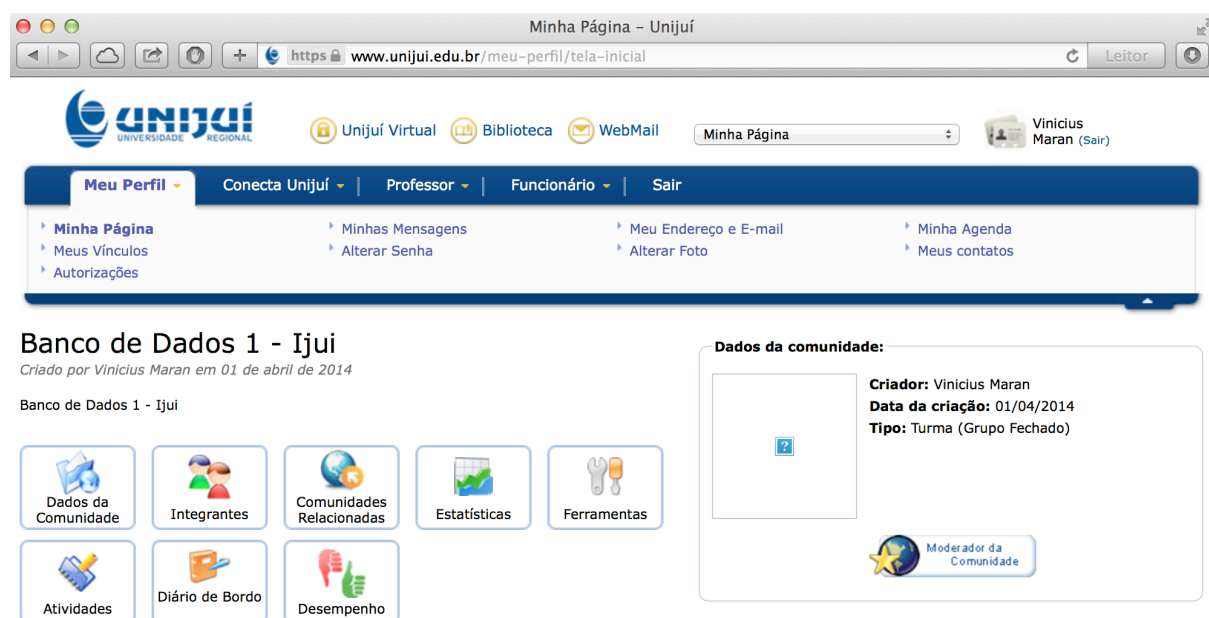 Minha Página – Unijuí
https www.unijui.edu.br/meu-perfil/tela-inicial
Leitor
UNIJUÍ
UNIVERSIDADE REGIONAL
Unijuí Virtual
Biblioteca
WebMail
Minha Página
Vinicius
Maran (Sair)
Meu Perfil
Conecta Unijuí
Professor
Funcionário
Sair
Minha Página
Minhas Mensagens
Meu Endereço e E-mail
Minha Agenda
Meus Vínculos
Alterar Senha
Alterar Foto
Meus contatos
Autorizações
Banco de Dados 1 - Ijui
Criado por Vinicius Maran em 01 de abril de 2014
Banco de Dados 1 - Ijui
Dados da
Comunidade
Integrantes
Comunidades
Relacionadas
Estatísticas
Ferramentas
Atividades
Diário de Bordo
Desempenho
Dados da comunidade:
Criador: Vinicius Maran
Data da criação: 01/04/2014
Tipo: Turma (Grupo Fechado)
?
Moderador da
Comunidade